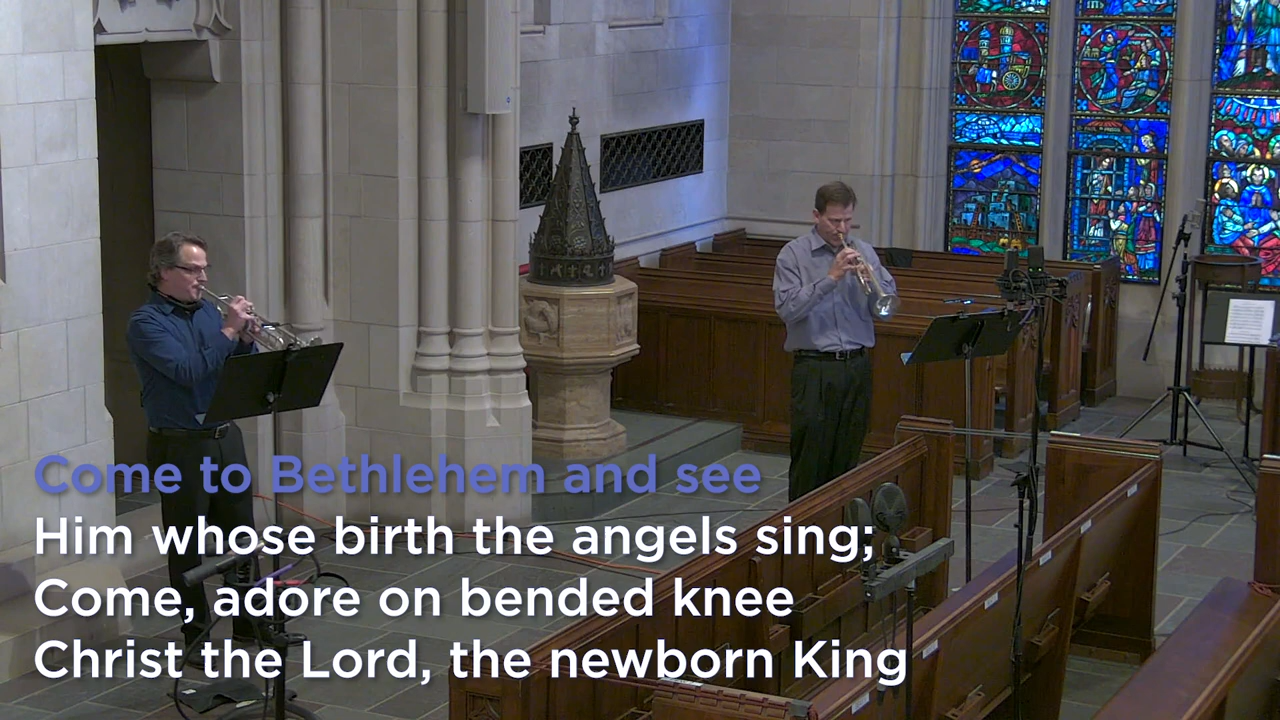 Come to Bethlehem and see
Him whose birth the angels sing;
Come, adore on bended knee
Christ the Lord, the newborn King